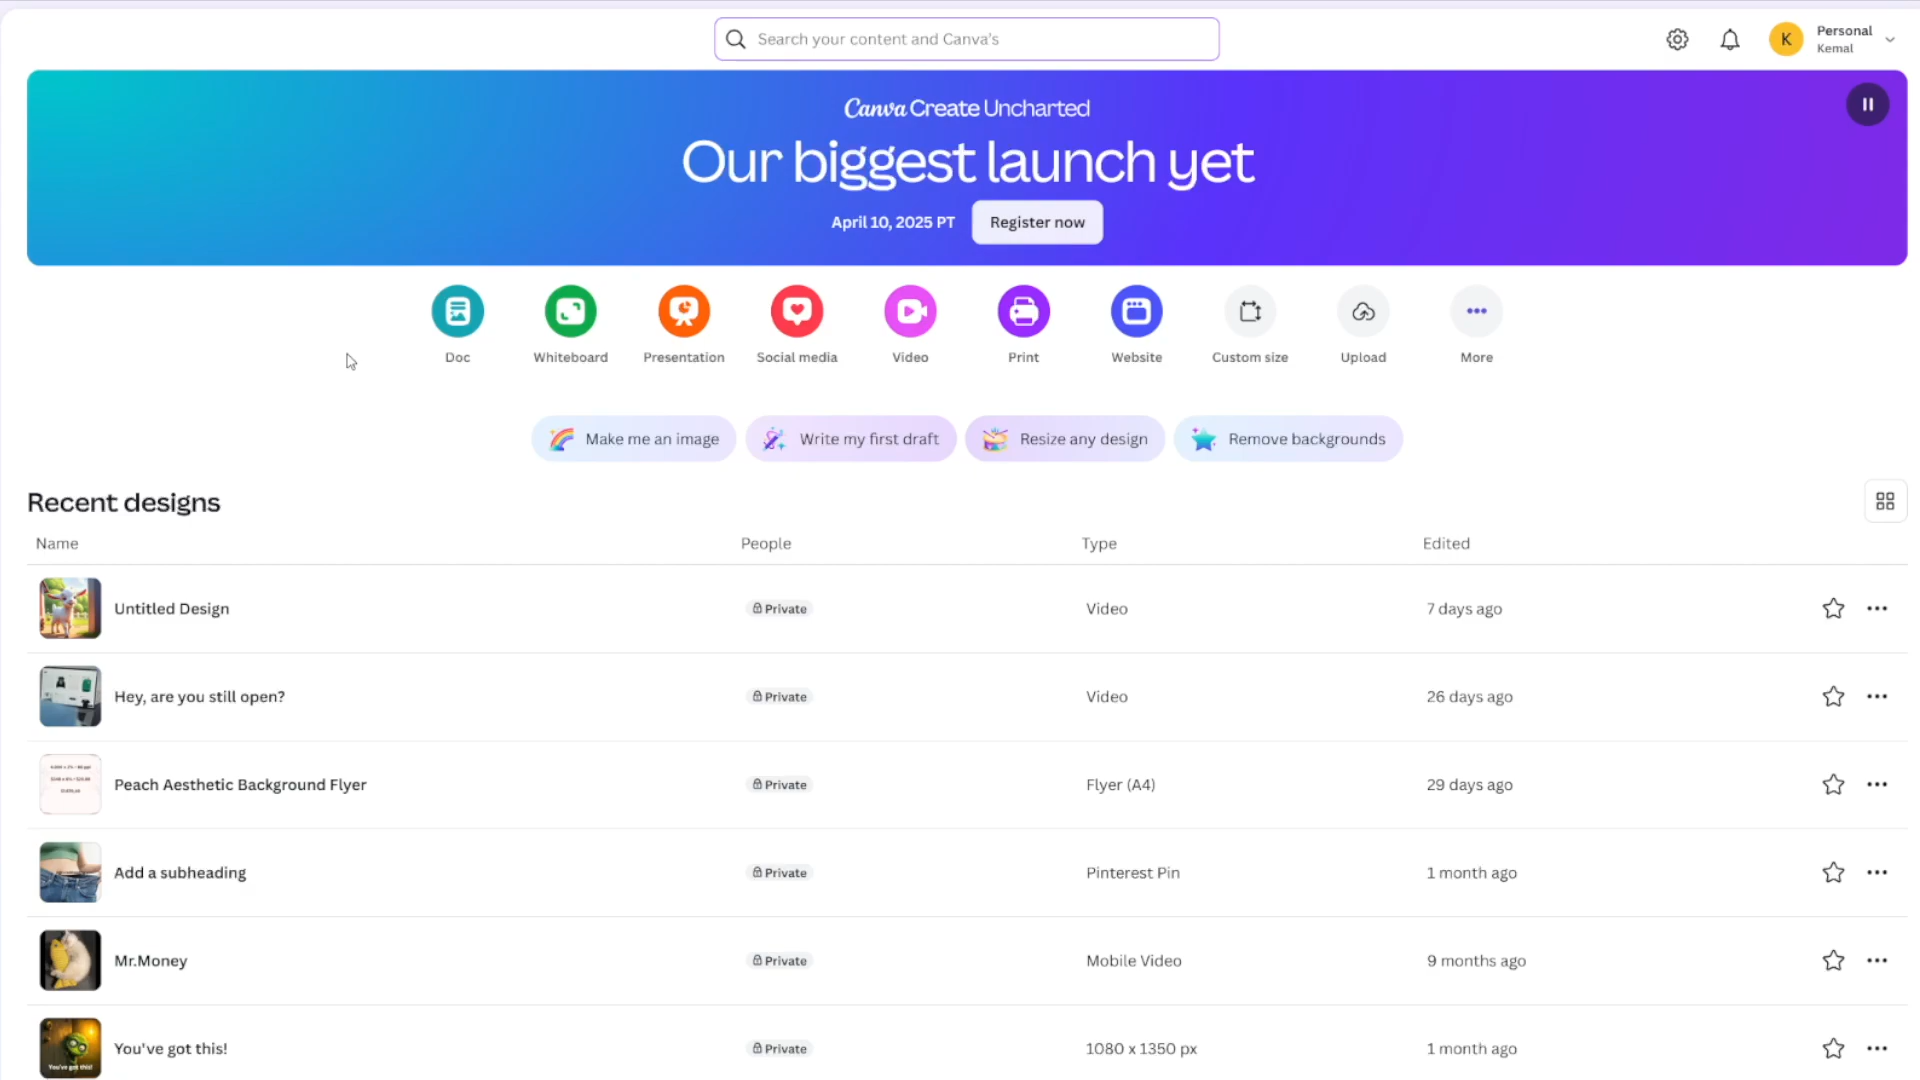 Search your content and Canva's
K
Personal
Kemal
Canva Create Uncharted
Our biggest launch yet
April 10, 2025 PT
Register now
Doc
Whiteboard
Presentation
Social media
Video
Print
Website
Custom size
Upload
More
Make me an image
Write my first draft
Resize any design
Remove backgrounds
Recent designs
Name People Type Edited
Untitled Design Private Video 7 days ago
Hey, are you still open? Private Video 26 days ago
Peach Aesthetic Background Flyer Private Flyer (A4) 29 days ago
Add a subheading Private Pinterest Pin 1 month ago
Mr.Money Private Mobile Video 9 months ago
You've got this! Private 1080 x 1350 px 1 month ago
You've got this!